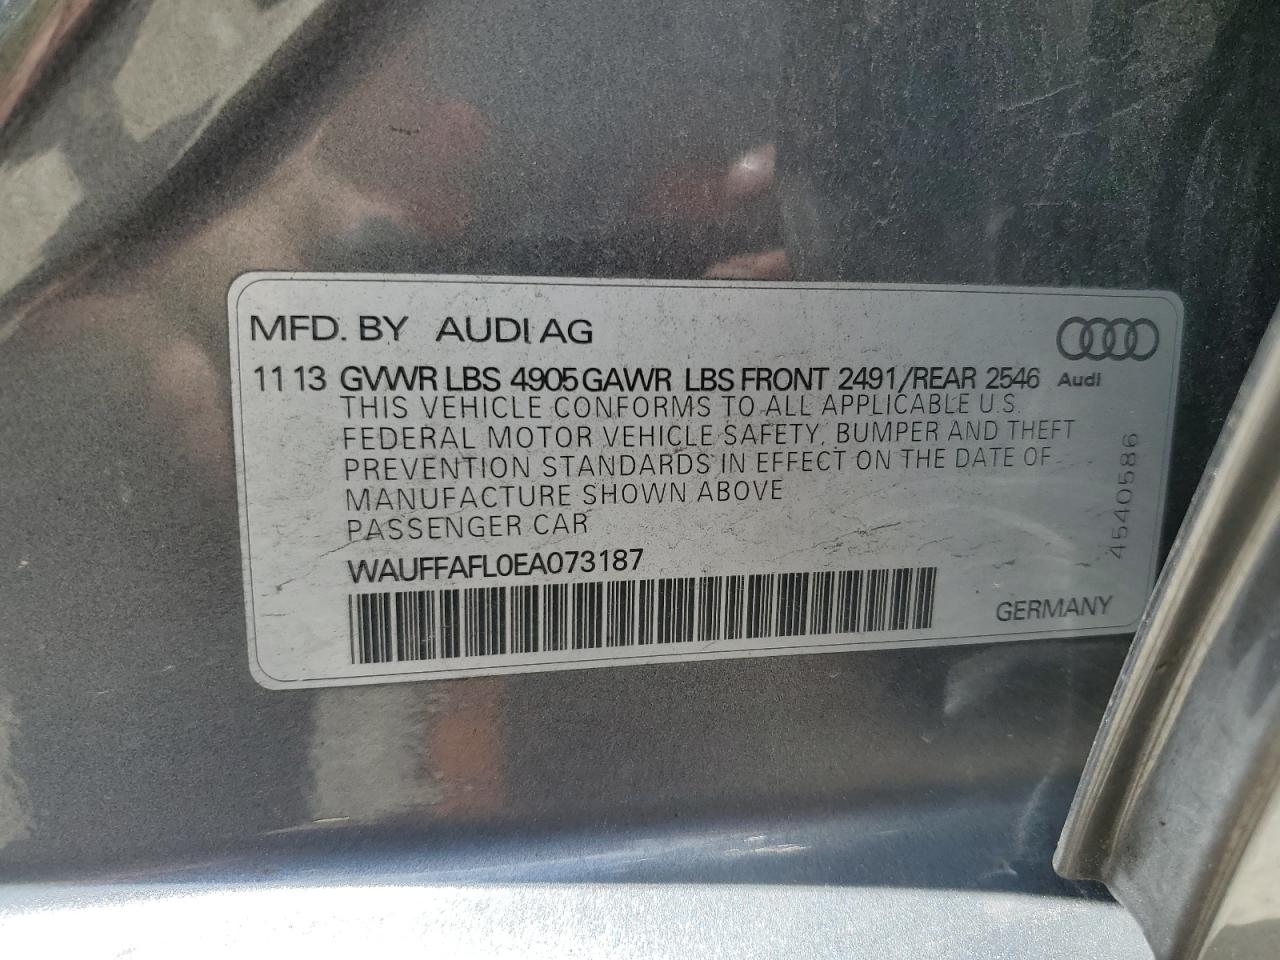 MFD. BY AUDI AG
11 13 GVWR LBS 4905 GAWR LBS FRONT 2491/REAR 2546
Audi
THIS VEHICLE CONFORMS TO ALL APPLICABLE U.S.
FEDERAL MOTOR VEHICLE SAFETY, BUMPER AND THEFT
PREVENTION STANDARDS IN EFFECT ON THE DATE OF
MANUFACTURE SHOWN ABOVE
PASSENGER CAR
WAUFFAFL0EA073187
4540586
GERMANY